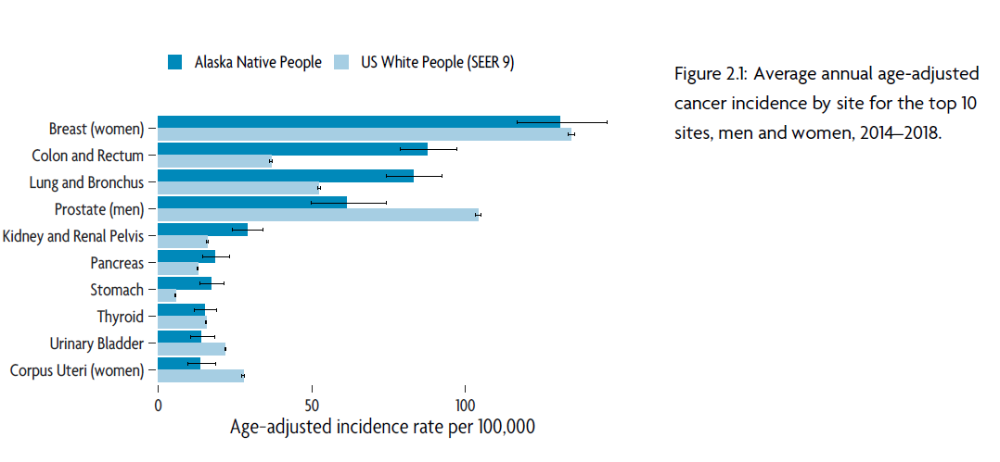 Alaska Native People
US White People (SEER 9)
Figure 2.1: Average annual age-adjusted
cancer incidence by site for the top 10
sites, men and women, 2014–2018.
Breast (women)
Colon and Rectum
Lung and Bronchus
Prostate (men)
Kidney and Renal Pelvis
Pancreas
Stomach
Thyroid
Urinary Bladder
Corpus Uteri (women)
0
50
100
Age-adjusted incidence rate per 100,000